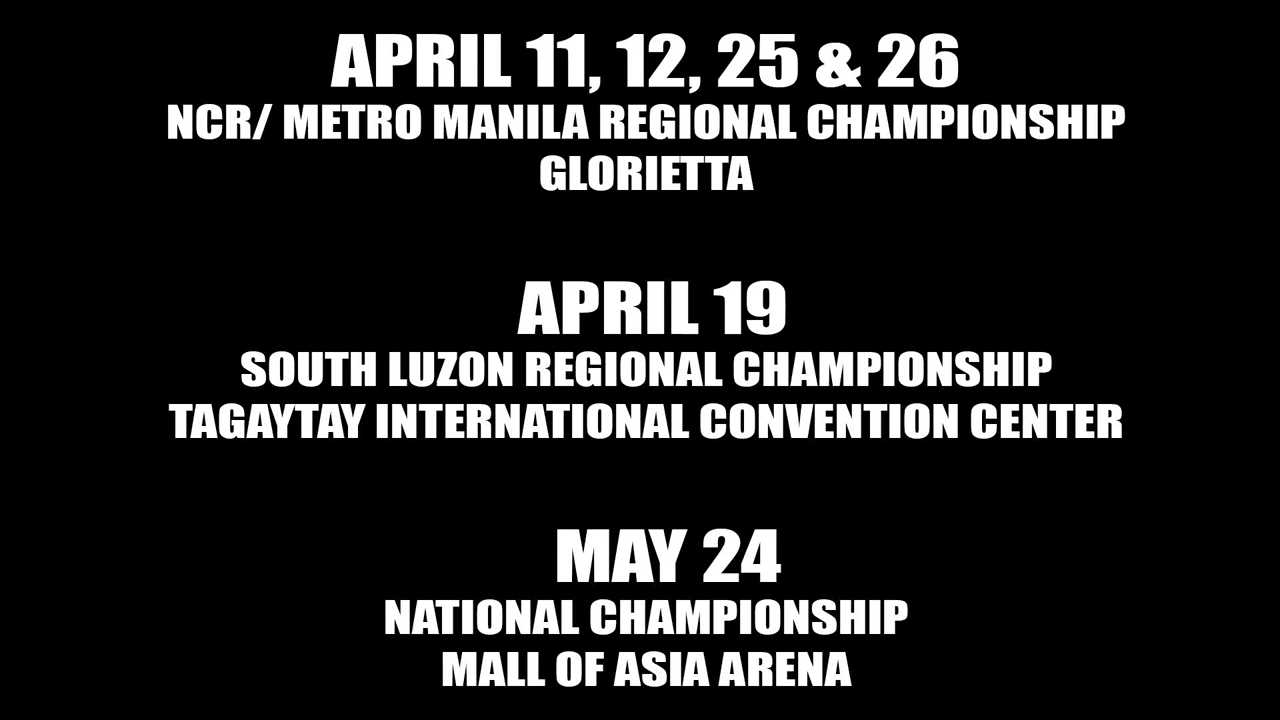 APRIL 11, 12, 25 & 26
NCR/ METRO MANILA REGIONAL CHAMPIONSHIP
GLORIETTA
APRIL 19
SOUTH LUZON REGIONAL CHAMPIONSHIP
TAGAYTAY INTERNATIONAL CONVENTION CENTER
MAY 24
NATIONAL CHAMPIONSHIP
MALL OF ASIA ARENA